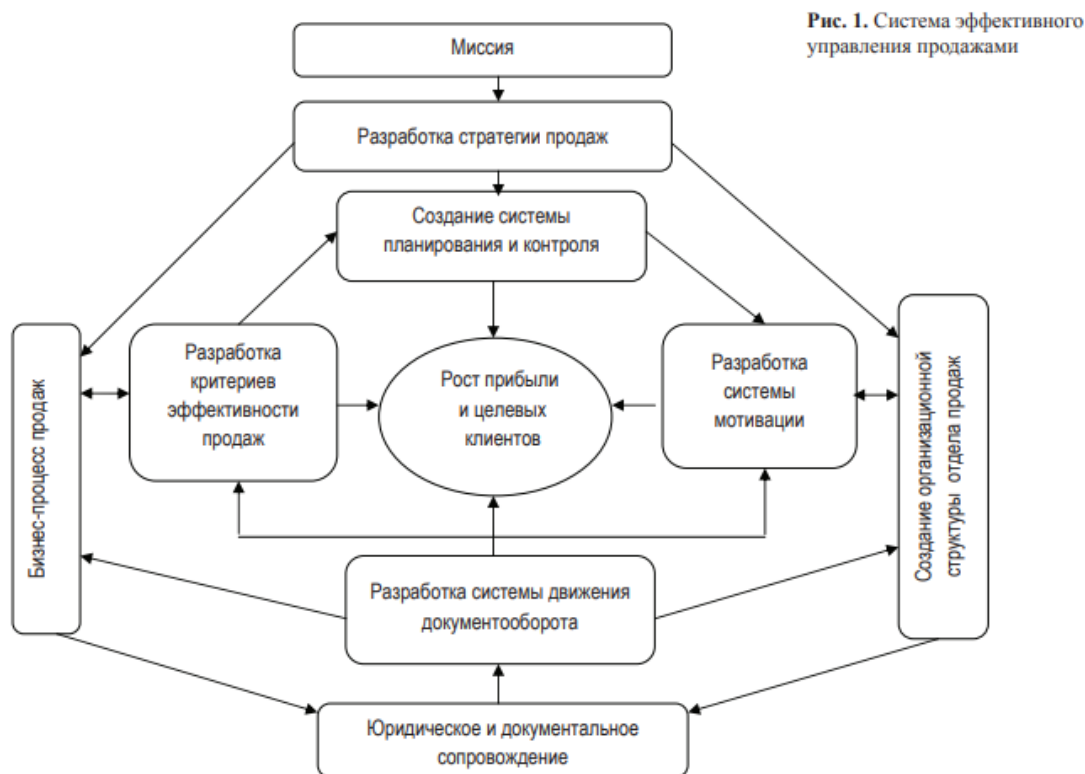 Рис. 1. Система эффективного
управления продажами
Миссия
Разработка стратегии продаж
Создание системы
планирования и контроля
Бизнес-процесс продаж
Разработка
критериев
эффективности
продаж
Рост прибыли
и целевых
клиентов
Разработка
системы
мотивации
Создание организационной
структуры отдела продаж
Разработка системы движения
документооборота
Юридическое и документальное
сопровождение